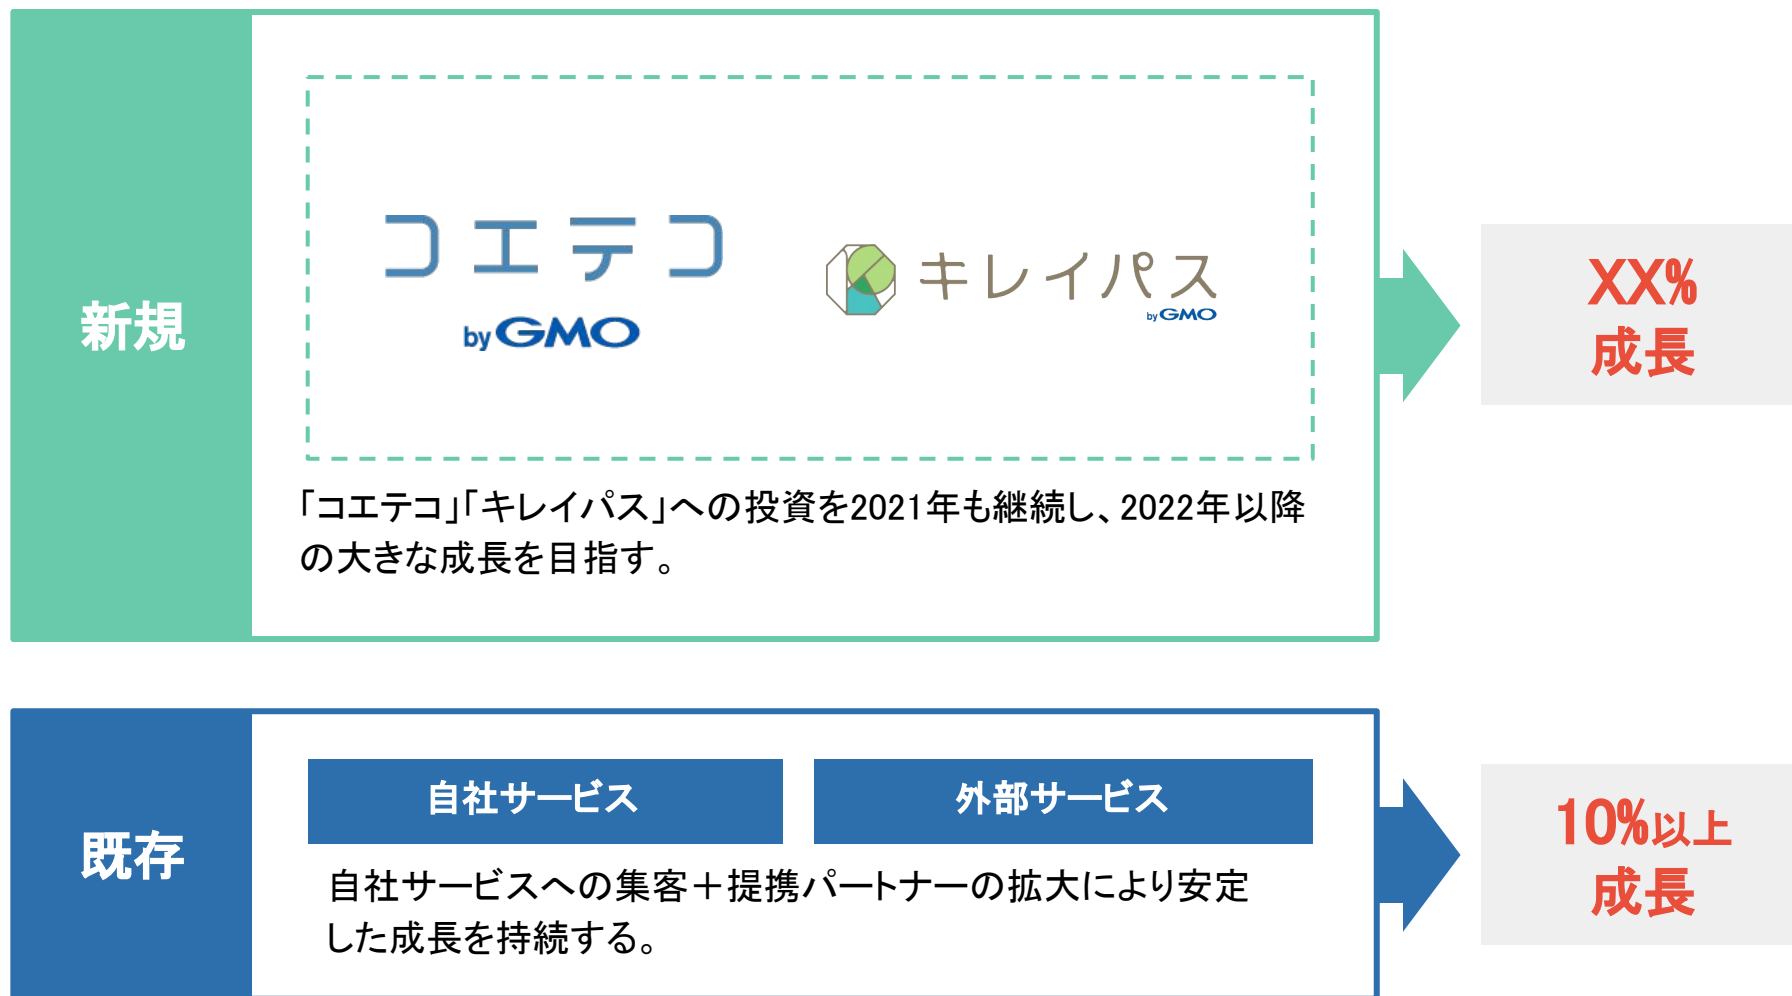 新規
コエテコ
by GMO
キレイパス
by GMO
「コエテコ」「キレイパス」への投資を2021年も継続し、2022年以降
の大きな成長を目指す。
XX%
成長
既存
自社サービス
外部サービス
自社サービスへの集客＋提携パートナーの拡大により安定
した成長を持続する。
10%以上
成長